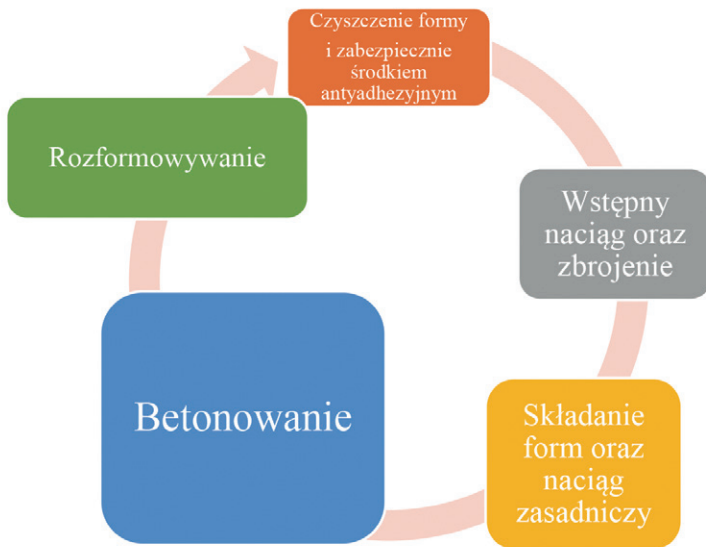 Czyszczenie formy
i zabezpiecznie
środkiem
antyadhezyjnym
Rozformowywanie
Wstępny
naciąg oraz
zbrojenie
Betonowanie
Składanie
form oraz
naciąg
zasadniczy